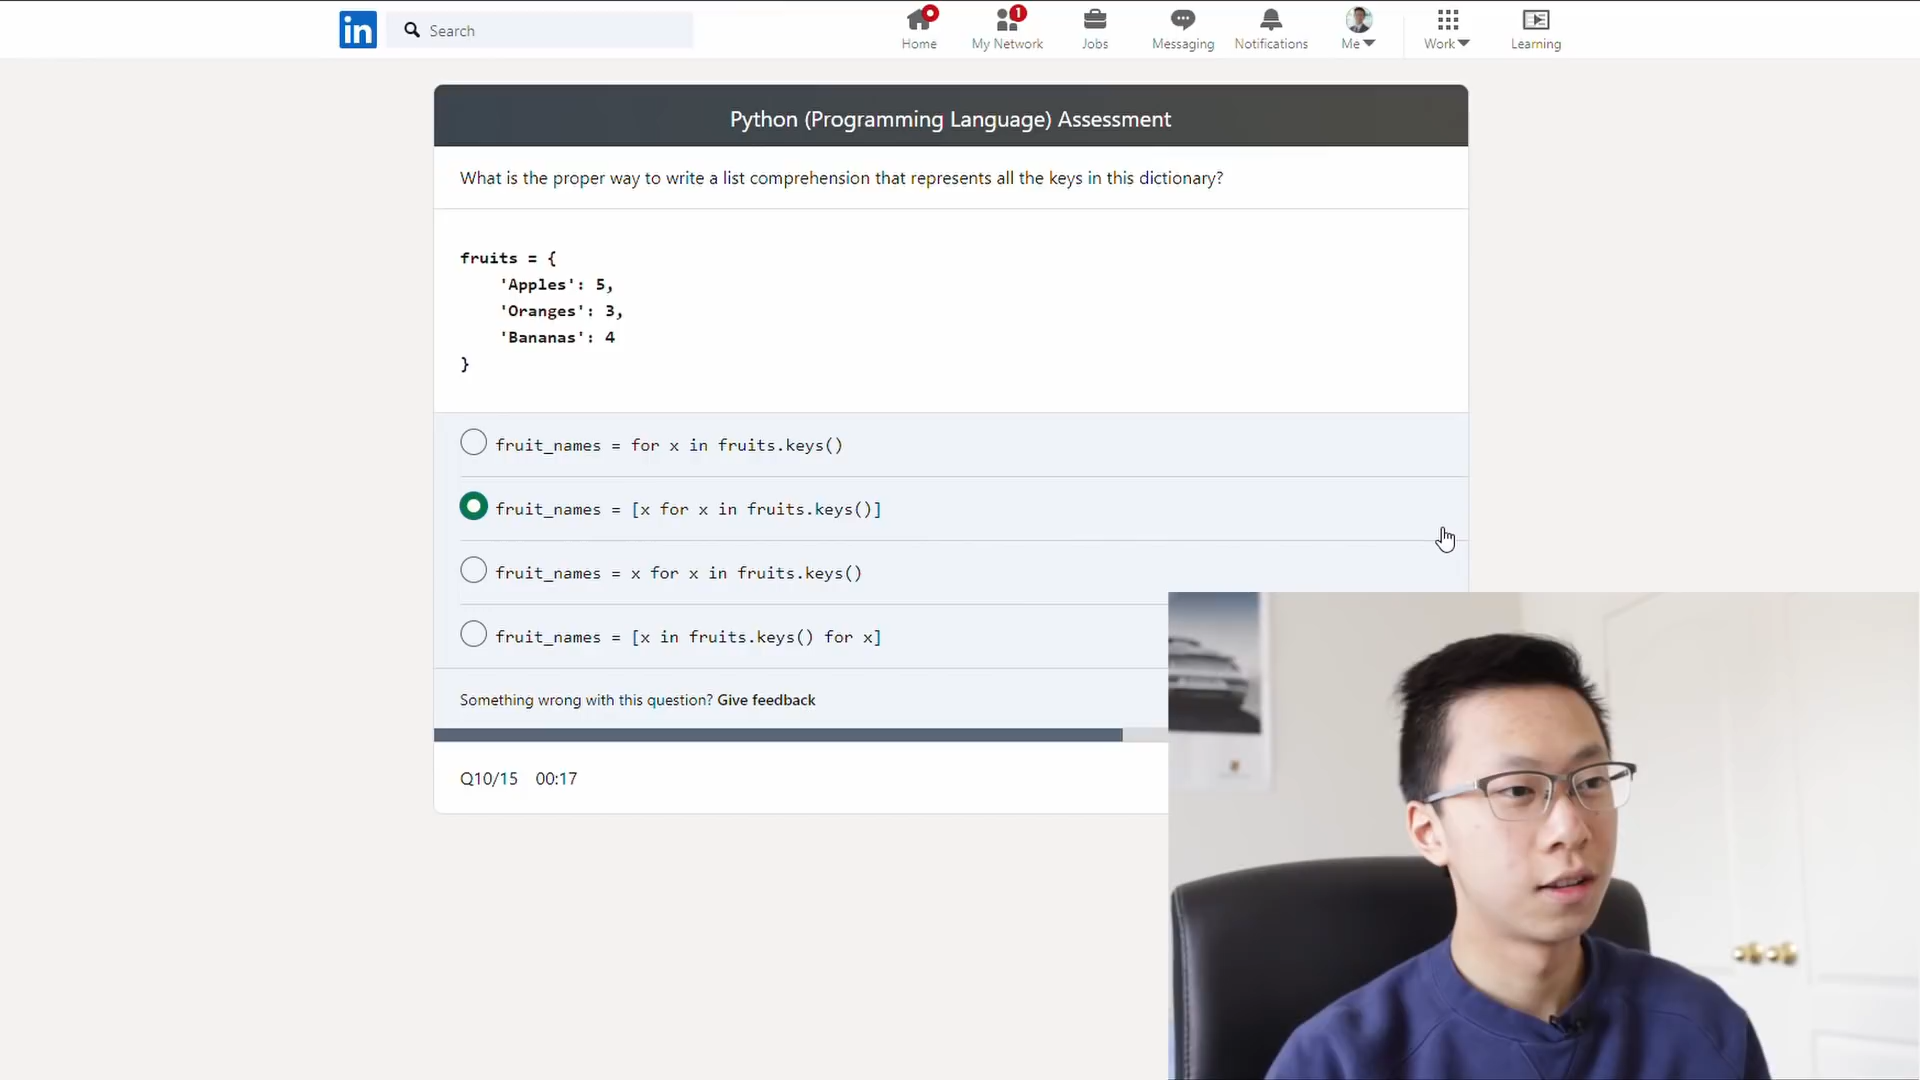 in
Search
Home
1
My Network
Jobs
Messaging
Notifications
Me
Work
Learning
Python (Programming Language) Assessment
What is the proper way to write a list comprehension that represents all the keys in this dictionary?
fruits = {
    'Apples': 5,
    'Oranges': 3,
    'Bananas': 4
}
fruit_names = for x in fruits.keys()
fruit_names = [x for x in fruits.keys()]
fruit_names = x for x in fruits.keys()
fruit_names = [x in fruits.keys() for x]
Something wrong with this question? Give feedback
Q10/15 00:17